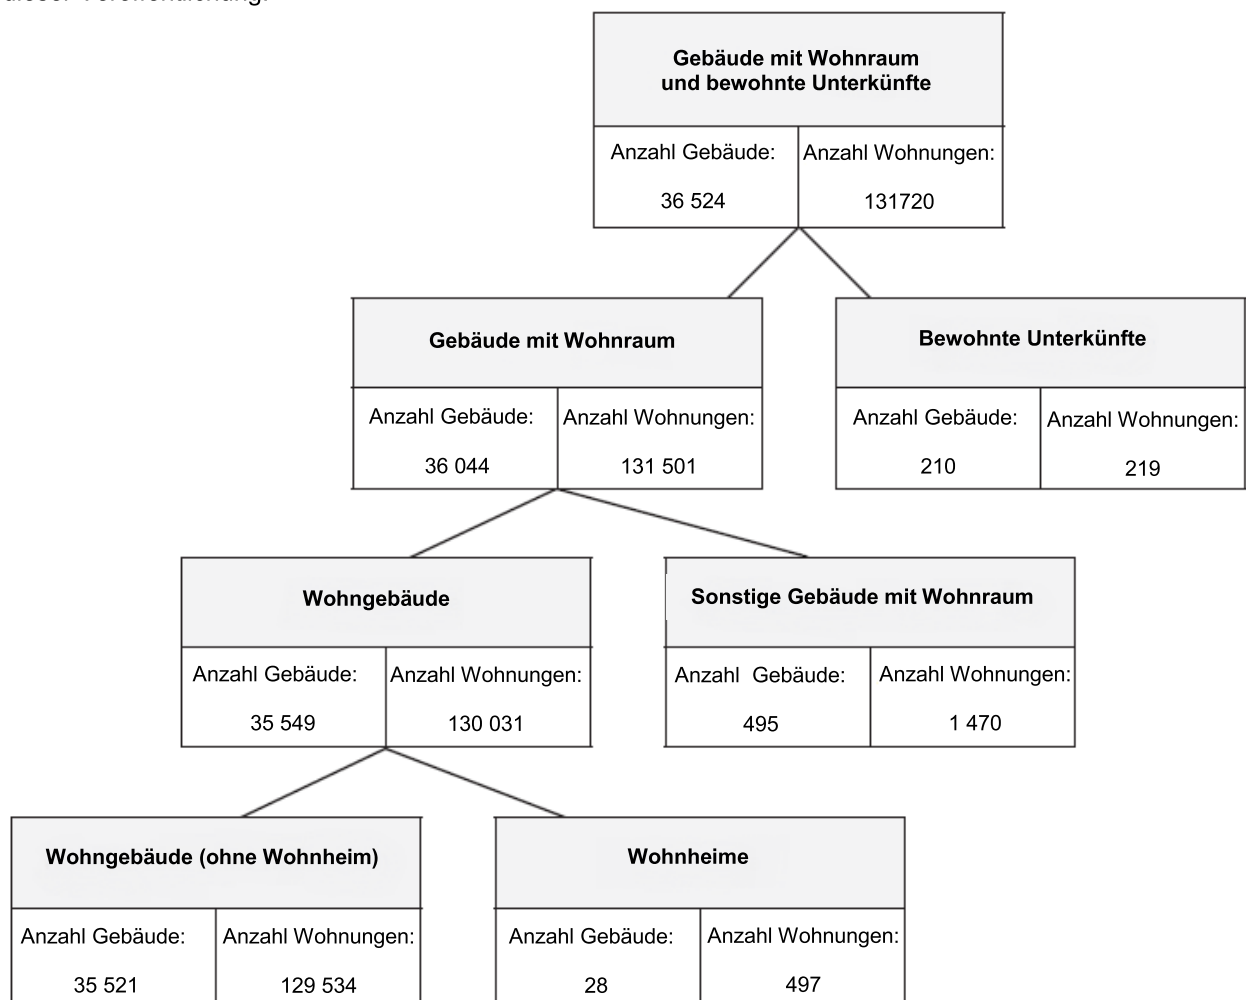 dieser Veröffentlichung.
Gebäude mit Wohnraum
und bewohnte Unterkünfte
Anzahl Gebäude: Anzahl Wohnungen:
36 524 131720
Gebäude mit Wohnraum
Anzahl Gebäude: Anzahl Wohnungen:
36 044 131 501
Bewohnte Unterkünfte
Anzahl Gebäude: Anzahl Wohnungen:
210 219
Wohngebäude
Anzahl Gebäude: Anzahl Wohnungen:
35 549 130 031
Sonstige Gebäude mit Wohnraum
Anzahl Gebäude: Anzahl Wohnungen:
495 1 470
Wohngebäude (ohne Wohnheim)
Anzahl Gebäude: Anzahl Wohnungen:
35 521 129 534
Wohnheime
Anzahl Gebäude: Anzahl Wohnungen:
28 497